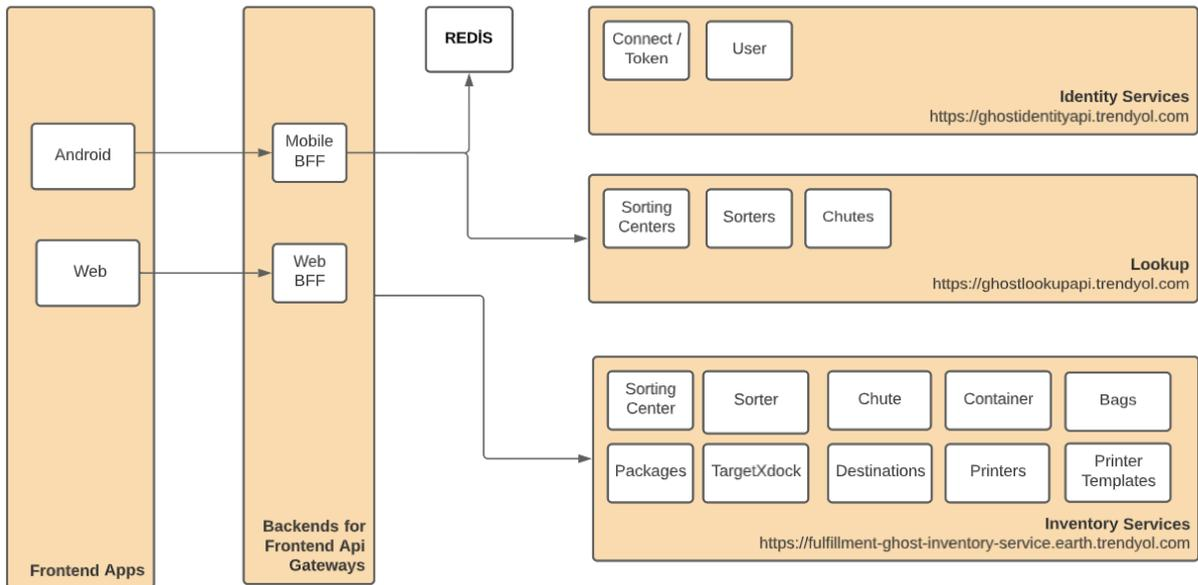 REDİS
Connect /
Token
User
Identity Services
https://ghostidentityapi.trendyol.com
Android
Mobile
BFF
Sorting
Centers
Sorters
Chutes
Lookup
https://ghostlookupapi.trendyol.com
Web
Web
BFF
Sorting
Center
Sorter
Chute
Container
Bags
Packages
TargetXdock
Destinations
Printers
Printer
Templates
Inventory Services
https://fulfillment-ghost-inventory-service.earth.trendyol.com
Backends for
Frontend Api
Gateways
Frontend Apps